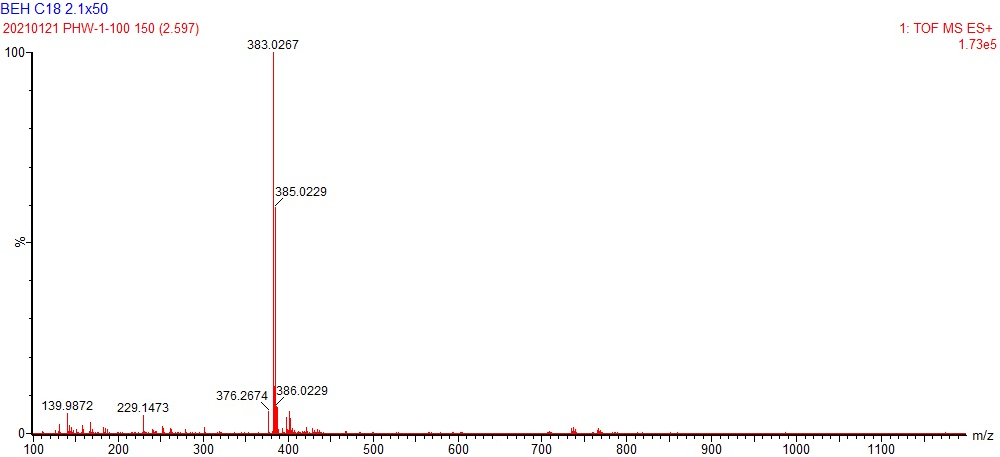 BEH C18 2.1x50
20210121 PHW-1-100 150 (2.597)
1: TOF MS ES+
1.73e5
383.0267
100
385.0229
%
376.2674
386.0229
139.9872
229.1473
0
m/z
100 200 300 400 500 600 700 800 900 1000 1100